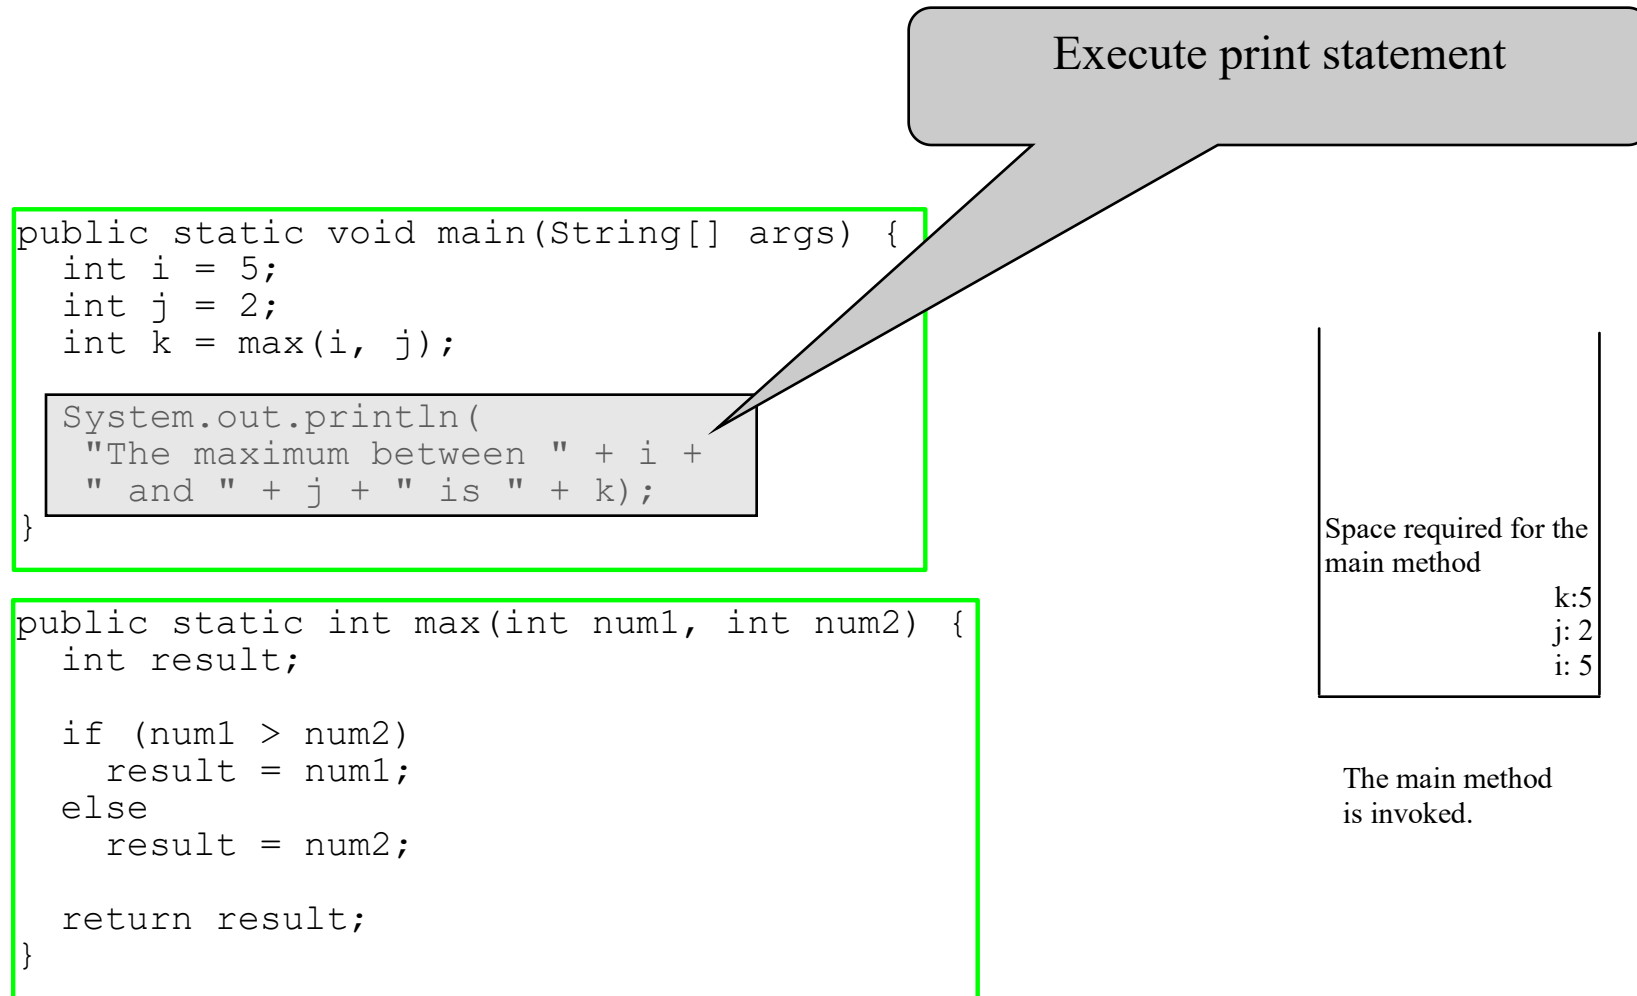 Execute print statement
public static void main(String[] args) {
  int i = 5;
  int j = 2;
  int k = max(i, j);
  System.out.println(
   "The maximum between " + i +
   " and " + j + " is " + k);
}
public static int max(int num1, int num2) {
  int result;
  if (num1 > num2)
    result = num1;
  else
    result = num2;
  return result;
}
Space required for the
main method
k:5
j: 2
i: 5
The main method
is invoked.